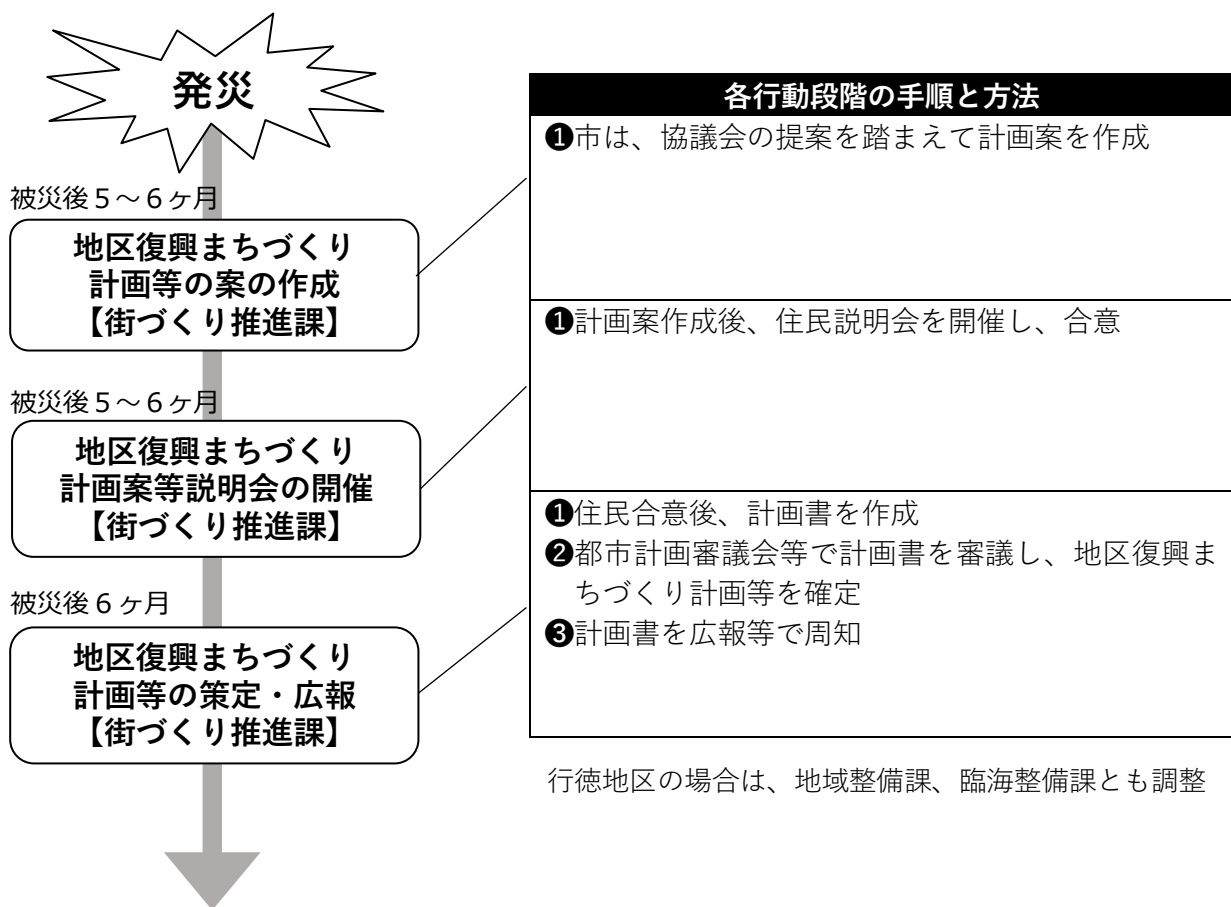 発災
被災後５～６ヶ月
地区復興まちづくり
計画等の案の作成
【街づくり推進課】
被災後５～６ヶ月
地区復興まちづくり
計画案等説明会の開催
【街づくり推進課】
被災後６ヶ月
地区復興まちづくり
計画等の策定・広報
【街づくり推進課】
各行動段階の手順と方法
❶市は、協議会の提案を踏まえて計画案を作成
❶計画案作成後、住民説明会を開催し、合意
❶住民合意後、計画書を作成
❷都市計画審議会等で計画書を審議し、地区復興ま
ちづくり計画等を確定
❸計画書を広報等で周知
行徳地区の場合は、地域整備課、臨海整備課とも調整